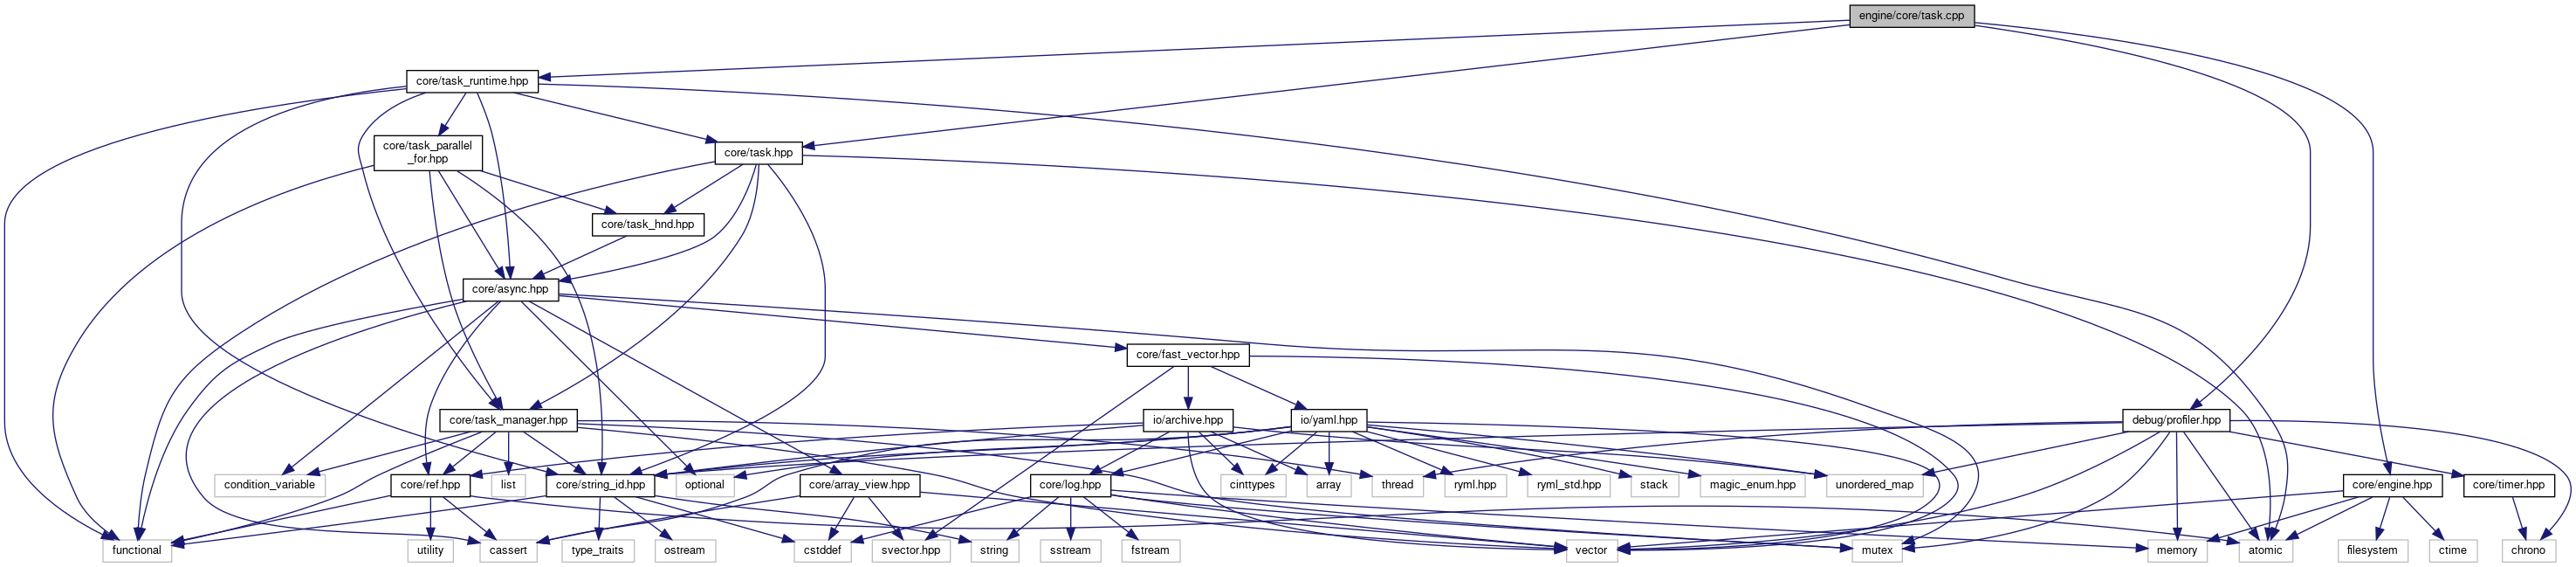 engine/core/task.cpp
core/task_runtime.hpp
core/task_parallel
_for.hpp
core/task.hpp
core/task_hnd.hpp
core/async.hpp
core/fast_vector.hpp
core/task_manager.hpp
io/archive.hpp
io/yaml.hpp
debug/profiler.hpp
condition_variable
core/ref.hpp
list
core/string_id.hpp
optional
core/array_view.hpp
core/log.hpp
cinttypes
array
thread
ryml.hpp
ryml_std.hpp
stack
magic_enum.hpp
unordered_map
core/engine.hpp
core/timer.hpp
functional
utility
cassert
type_traits
ostream
cstddef
svector.hpp
string
sstream
fstream
vector
mutex
memory
atomic
filesystem
ctime
chrono